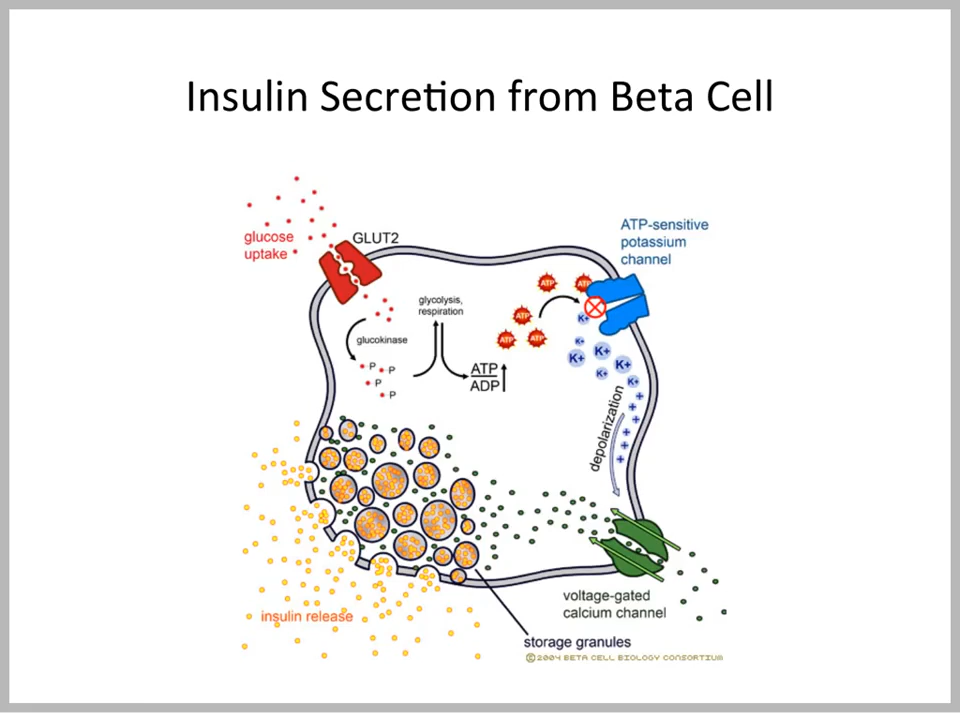 Insulin Secretion from Beta Cell
glucose
uptake
GLUT2
ATP-sensitive
potassium
channel
glycolysis,
respiration
glucokinase
P
P
P
P
ATP
ADP
ATP
ATP
ATP
ATP
ATP
K+
K+
K+
K+
K+
K+
K+
depolarization
insulin release
voltage-gated
calcium channel
storage granules
©2004 BETA CELL BIOLOGY CONSORTIUM